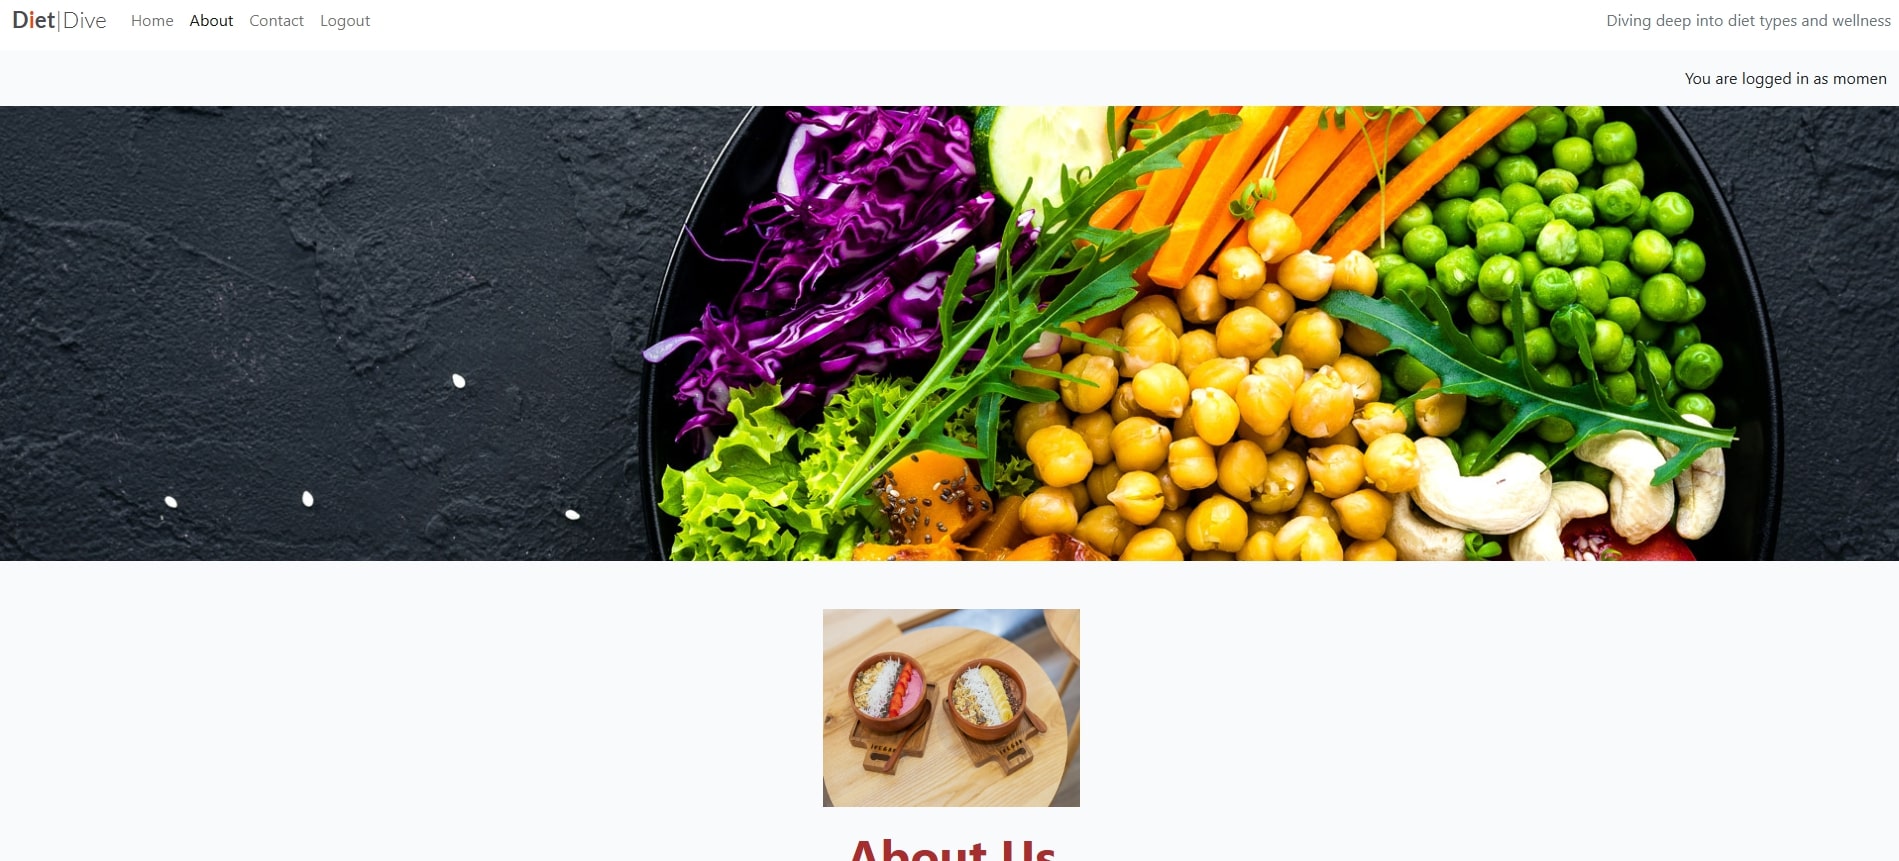 Diet|Dive Home About Contact Logout Diving deep into diet types and wellness
You are logged in as momen
About Us